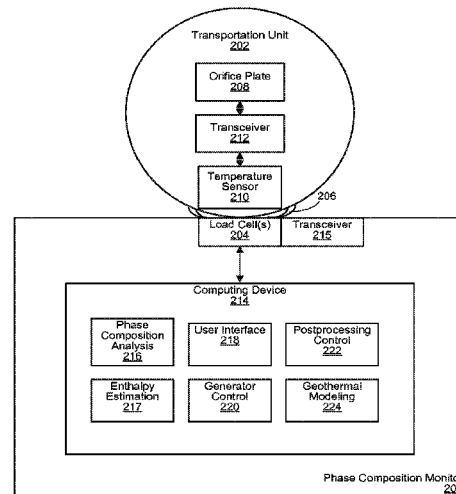 Transportation Unit
202
Orifice Plate
208
Transceiver
212
Temperature
Sensor
210
206
Load Cell(s)
204
Transceiver
215
Computing Device
214
Phase
Composition
Analysis
216
User Interface
218
Postprocessing
Control
222
Enthalpy
Estimation
217
Generator
Control
220
Geothermal
Modeling
224
Phase Composition Monito
20